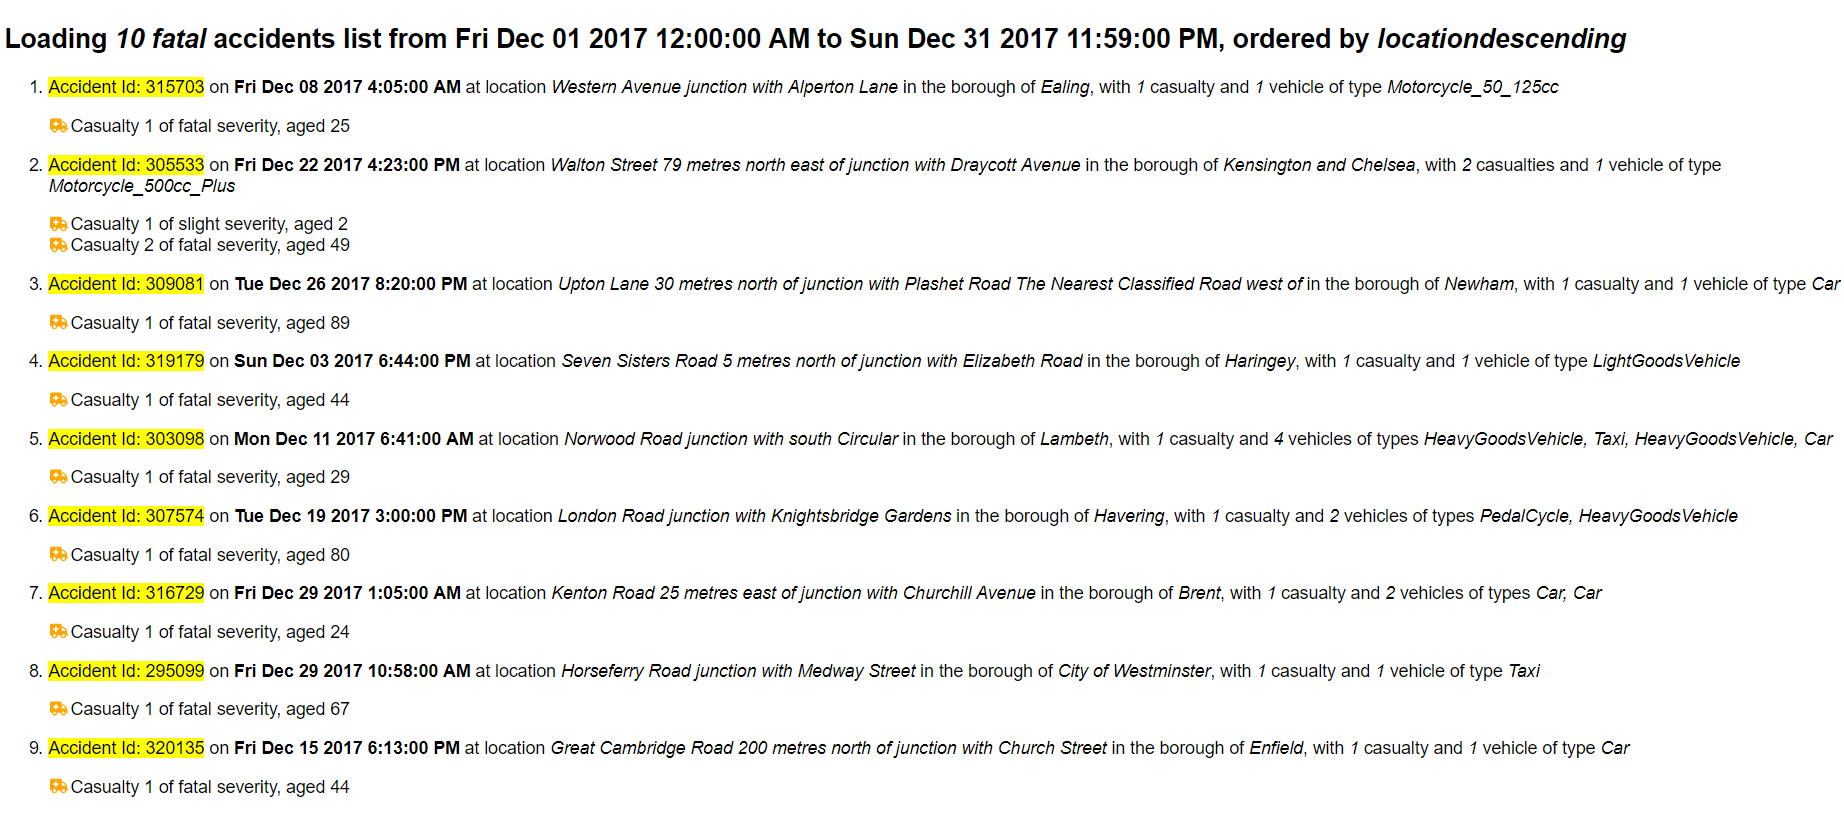 Loading 10 fatal accidents list from Fri Dec 01 2017 12:00:00 AM to Sun Dec 31 2017 11:59:00 PM, ordered by locationdescending
1. Accident Id: 315703 on Fri Dec 08 2017 4:05:00 AM at location Western Avenue junction with Alperton Lane in the borough of Ealing, with 1 casualty and 1 vehicle of type Motorcycle_50_125cc
Casualty 1 of fatal severity, aged 25
2. Accident Id: 305533 on Fri Dec 22 2017 4:23:00 PM at location Walton Street 79 metres north east of junction with Draycott Avenue in the borough of Kensington and Chelsea, with 2 casualties and 1 vehicle of type
Motorcycle_500cc_Plus
Casualty 1 of slight severity, aged 2
Casualty 2 of fatal severity, aged 49
3. Accident Id: 309081 on Tue Dec 26 2017 8:20:00 PM at location Upton Lane 30 metres north of junction with Plashet Road The Nearest Classified Road west of in the borough of Newham, with 1 casualty and 1 vehicle of type Car
Casualty 1 of fatal severity, aged 89
4. Accident Id: 319179 on Sun Dec 03 2017 6:44:00 PM at location Seven Sisters Road 5 metres north of junction with Elizabeth Road in the borough of Haringey, with 1 casualty and 1 vehicle of type LightGoodsVehicle
Casualty 1 of fatal severity, aged 44
5. Accident Id: 303098 on Mon Dec 11 2017 6:41:00 AM at location Norwood Road junction with south Circular in the borough of Lambeth, with 1 casualty and 4 vehicles of types HeavyGoodsVehicle, Taxi, HeavyGoodsVehicle, Car
Casualty 1 of fatal severity, aged 29
6. Accident Id: 307574 on Tue Dec 19 2017 3:00:00 PM at location London Road junction with Knightsbridge Gardens in the borough of Havering, with 1 casualty and 2 vehicles of types PedalCycle, HeavyGoodsVehicle
Casualty 1 of fatal severity, aged 80
7. Accident Id: 316729 on Fri Dec 29 2017 1:05:00 AM at location Kenton Road 25 metres east of junction with Churchill Avenue in the borough of Brent, with 1 casualty and 2 vehicles of types Car, Car
Casualty 1 of fatal severity, aged 24
8. Accident Id: 295099 on Fri Dec 29 2017 10:58:00 AM at location Horseferry Road junction with Medway Street in the borough of City of Westminster, with 1 casualty and 1 vehicle of type Taxi
Casualty 1 of fatal severity, aged 67
9. Accident Id: 320135 on Fri Dec 15 2017 6:13:00 PM at location Great Cambridge Road 200 metres north of junction with Church Street in the borough of Enfield, with 1 casualty and 1 vehicle of type Car
Casualty 1 of fatal severity, aged 44